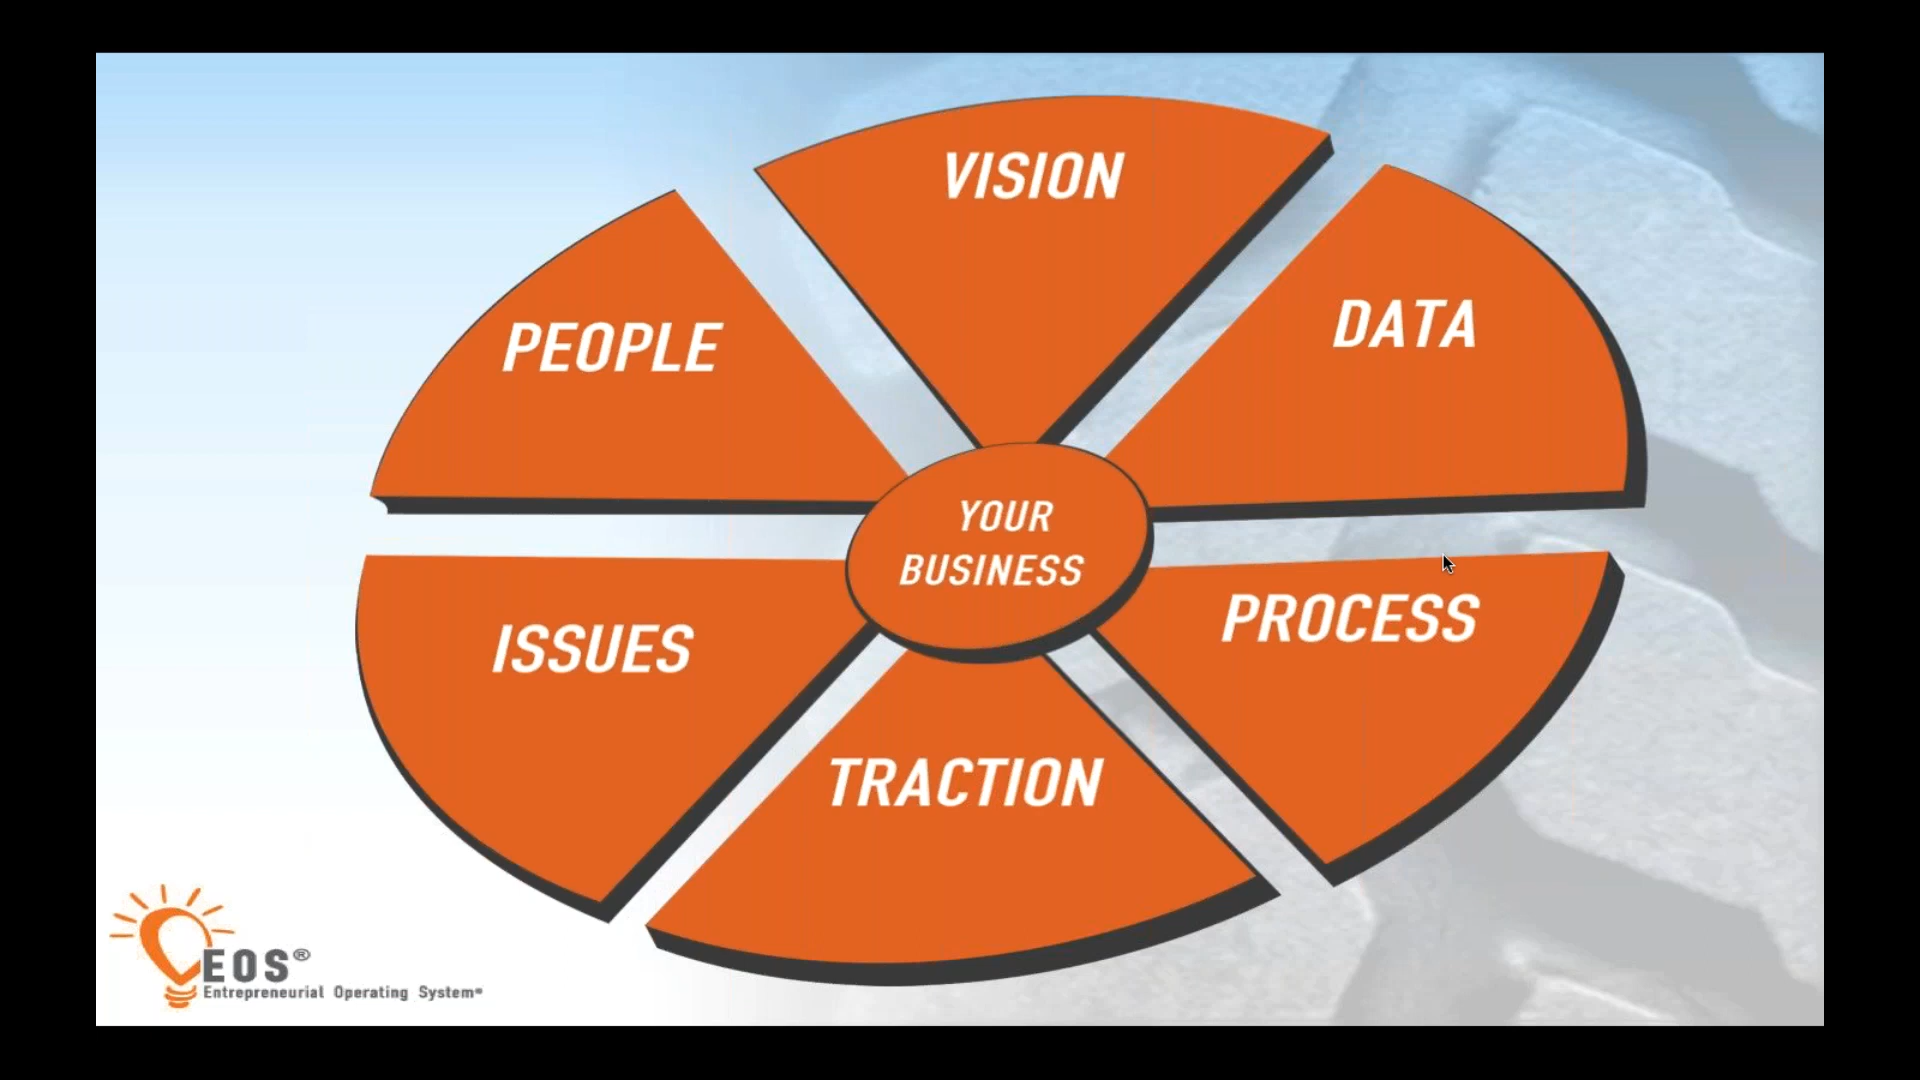 VISION
DATA
PEOPLE
YOUR
BUSINESS
PROCESS
ISSUES
TRACTION
EOS®
Entrepreneurial Operating System®